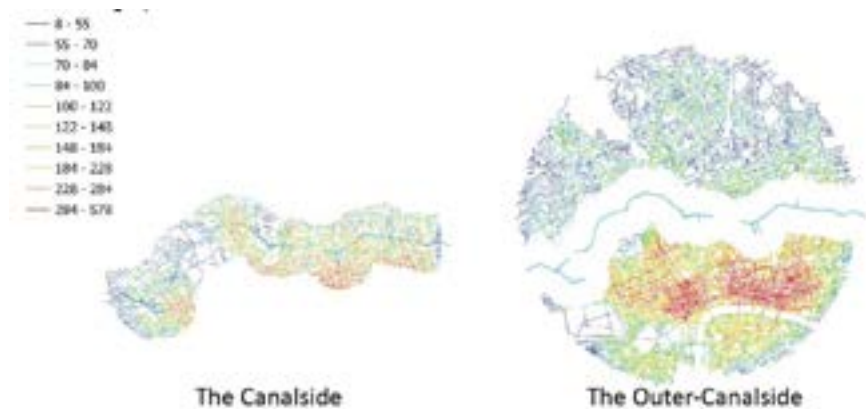 8 - 55
55 - 70
70 - 84
84 - 100
100 - 122
122 - 148
148 - 184
184 - 228
228 - 284
284 - 578
The Canalside
The Outer-Canalside